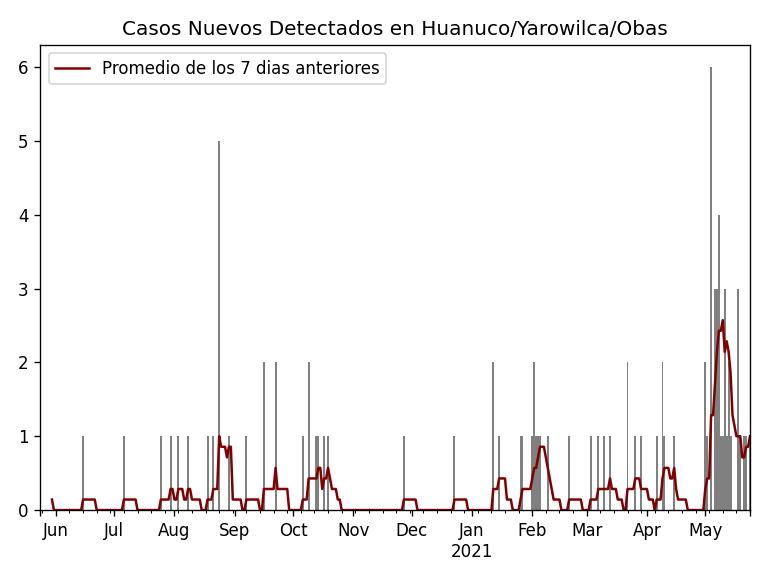 Casos Nuevos Detectados en Huanuco/Yarowilca/Obas
Promedio de los 7 dias anteriores
6
5
4
3
2
1
0
Jun Jul Aug Sep Oct Nov Dec Jan Feb Mar Apr May
2021